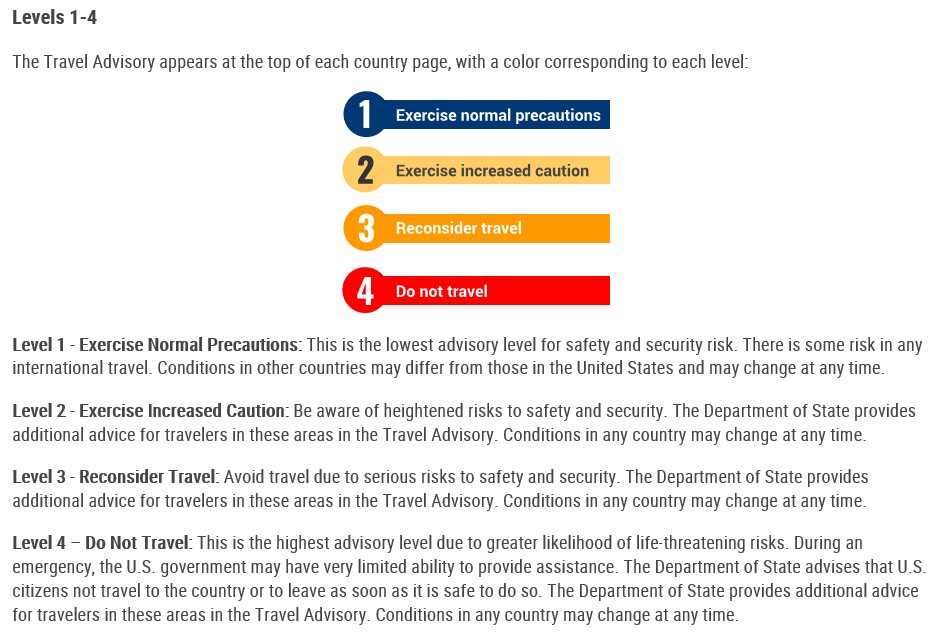 Levels 1-4
The Travel Advisory appears at the top of each country page, with a color corresponding to each level:
1 Exercise normal precautions
2 Exercise increased caution
3 Reconsider travel
4 Do not travel
Level 1 - Exercise Normal Precautions: This is the lowest advisory level for safety and security risk. There is some risk in any
international travel. Conditions in other countries may differ from those in the United States and may change at any time.
Level 2 - Exercise Increased Caution: Be aware of heightened risks to safety and security. The Department of State provides
additional advice for travelers in these areas in the Travel Advisory. Conditions in any country may change at any time.
Level 3 - Reconsider Travel: Avoid travel due to serious risks to safety and security. The Department of State provides
additional advice for travelers in these areas in the Travel Advisory. Conditions in any country may change at any time.
Level 4 – Do Not Travel: This is the highest advisory level due to greater likelihood of life-threatening risks. During an
emergency, the U.S. government may have very limited ability to provide assistance. The Department of State advises that U.S.
citizens not travel to the country or to leave as soon as it is safe to do so. The Department of State provides additional advice
for travelers in these areas in the Travel Advisory. Conditions in any country may change at any time.